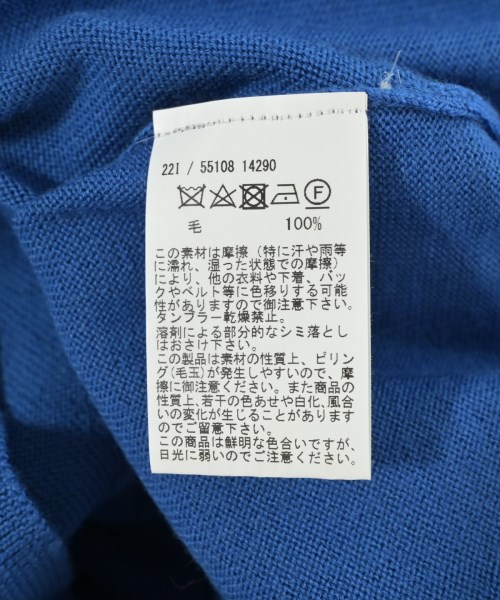 22I / 55108 14290
F
毛 100%
この素材は摩擦（特に汗や雨等
に濡れ、湿った状態での摩擦）
により、他の衣料や下着、バッ
クやベルト等に色移りする可能
性がありますので御注意下さい。
タンブラー乾燥禁止。
溶剤による部分的なシミ落とし
はおさけ下さい。
この製品は素材の性質上、ピリン
グ(毛玉)が発生しやすいので、摩
擦に御注意ください。また商品の
性質上、若干の色あせや白化、風合
いの変化が生じることがあります
のでご留意下さい。
この商品は鮮明な色合いですが、
日光に弱いのでご注意ください。